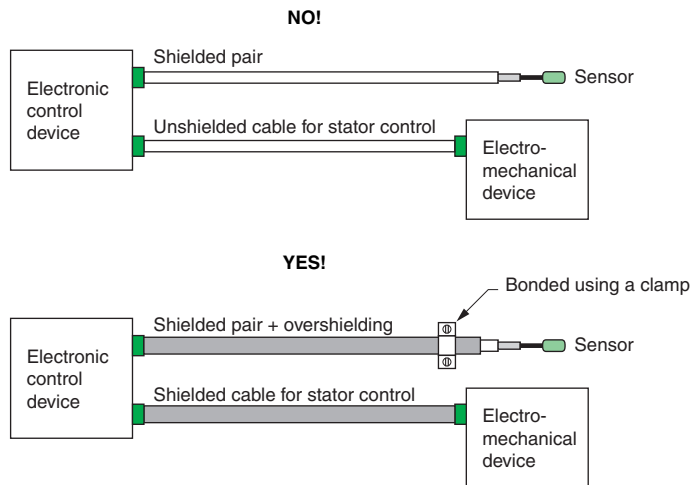 NO!
Shielded pair
Electronic
control
device
Sensor
Unshielded cable for stator control
Electro-
mechanical
device
YES!
Bonded using a clamp
Shielded pair + overshielding
Electronic
control
device
Sensor
Shielded cable for stator control
Electro-
mechanical
device